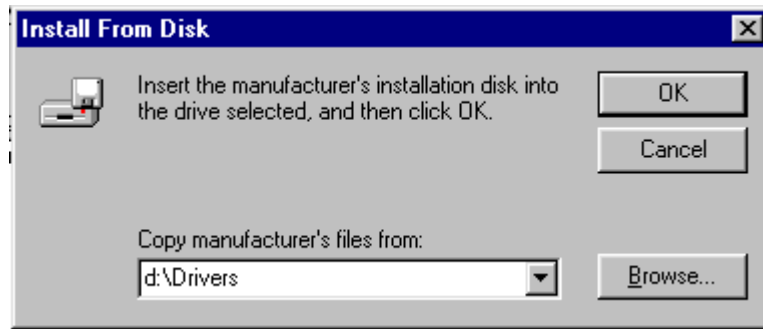 Install From Disk
Insert the manufacturer's installation disk into
the drive selected, and then click OK.
OK
Cancel
Copy manufacturer's files from:
d:\Drivers
Browse...